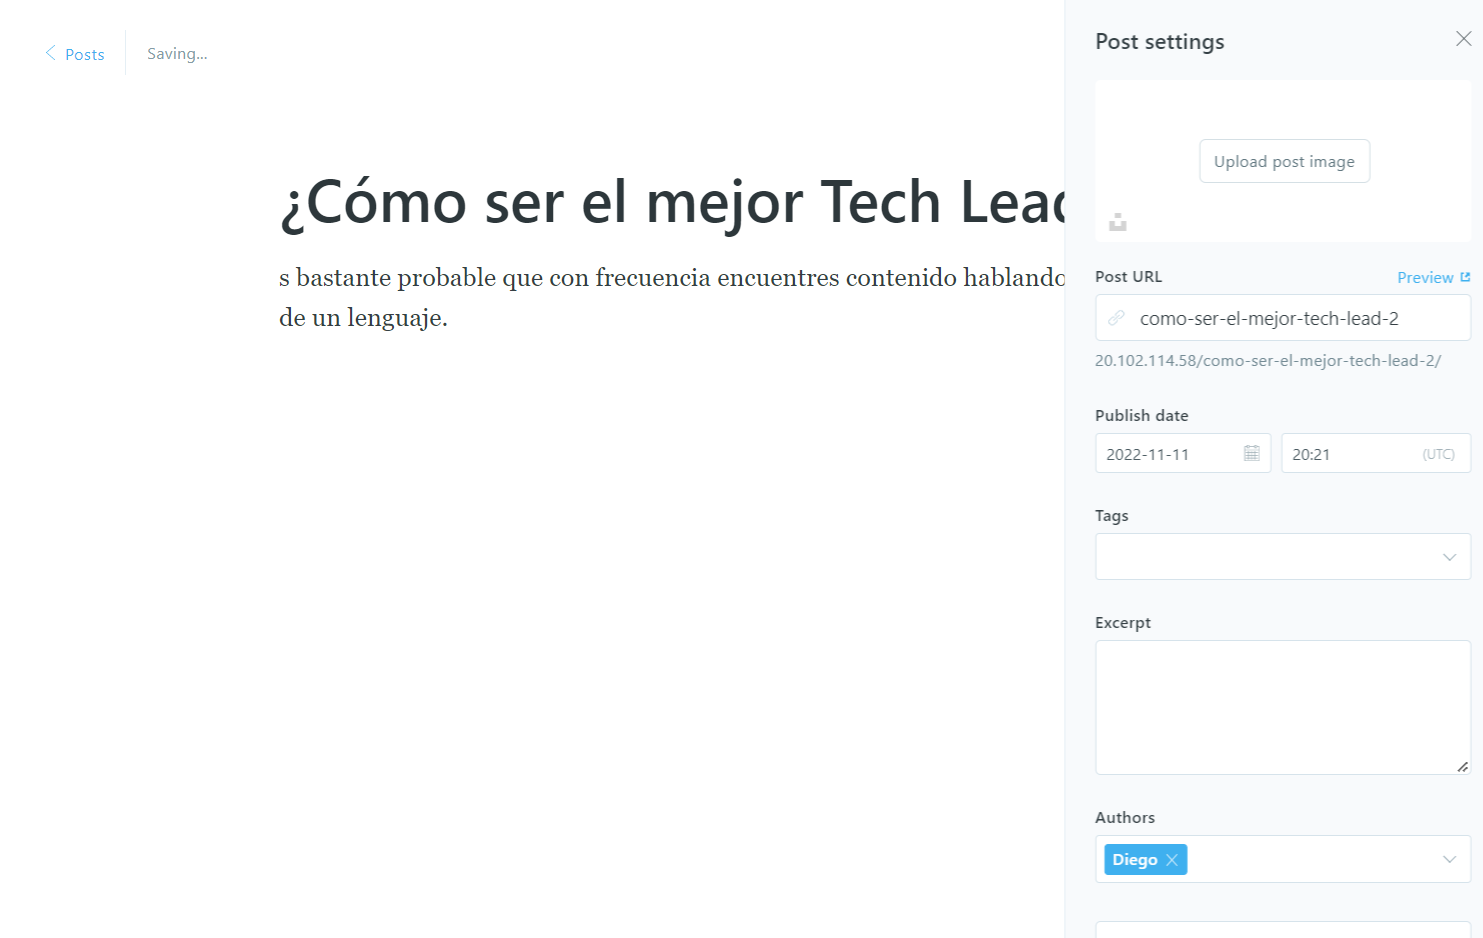 Posts
Saving...
¿Cómo ser el mejor Tech Lead
s bastante probable que con frecuencia encuentres contenido hablando
de un lenguaje.
Post settings
Upload post image
Post URL
Preview
como-ser-el-mejor-tech-lead-2
20.102.114.58/como-ser-el-mejor-tech-lead-2/
Publish date
2022-11-11
20:21
(UTC)
Tags
Excerpt
Authors
Diego